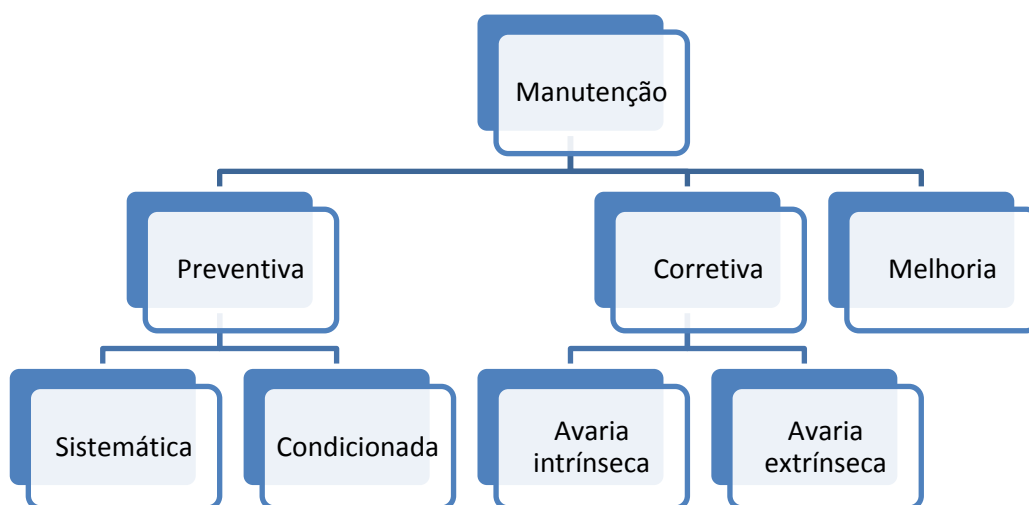 Manutenção
Preventiva
Corretiva
Melhoria
Sistemática
Condicionada
Avaria
intrínseca
Avaria
extrínseca